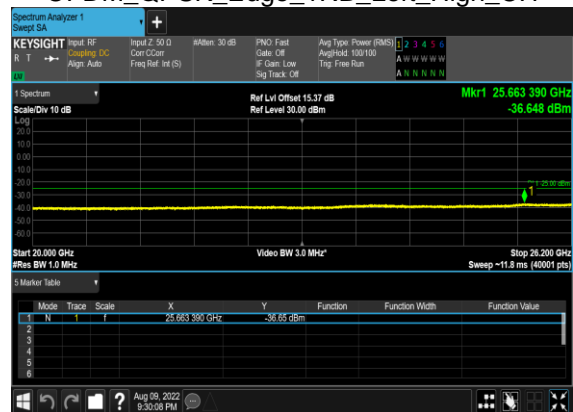 Spectrum Analyzer 1
Swept SA
+
KEYSIGHT Input: RF Input Z: 50 Ω #Atten: 30 dB PNO: Fast Avg Type: Power (RMS) 1 2 3 4 5 6
R T Coupling: DC Corr CCorr Gate: Off Avg|Hold: 100/100 A W W W W W
Align: Auto Freq Ref: Int (S) IF Gain: Low Trig: Free Run
LU Sig Track: Off A N N N N N
1 Spectrum Ref Lvl Offset 15.37 dB Mkr1 25.663 390 GHz
Scale/Div 10 dB Ref Level 30.00 dBm -36.648 dBm
Log
20.0
10.0
0.00
-10.0
-20.0
-25.00 dBm
-30.0
1
-40.0
-50.0
-60.0
Start 20.000 GHz Video BW 3.0 MHz* Stop 26.200 GHz
#Res BW 1.0 MHz Sweep ~11.8 ms (40001 pts)
5 Marker Table
Mode Trace Scale X Y Function Function Width Function Value
1 N 1 f 25.663 390 GHz -36.65 dBm
2
3
4
5
6
? Aug 09, 2022
9:30:08 PM